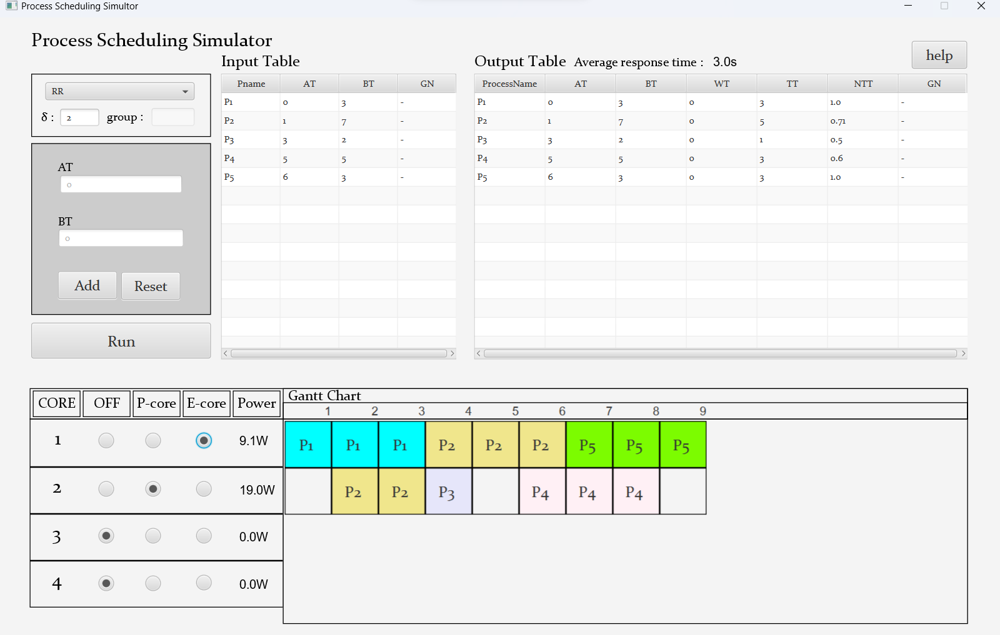 Process Scheduling Simultor
Process Scheduling Simulator
help
Input Table
Output Table Average response time : 3.0s
RR
δ : 2 group :
AT
0
BT
0
Add Reset
Run
Pname AT BT GN
P1 0 3 -
P2 1 7 -
P3 3 2 -
P4 5 5 -
P5 6 3 -
ProcessName AT BT WT TT NTT GN
P1 0 3 0 3 1.0 -
P2 1 7 0 5 0.71 -
P3 3 2 0 1 0.5 -
P4 5 5 0 3 0.6 -
P5 6 3 0 3 1.0 -
CORE OFF P-core E-core Power
1 9.1W
2 19.0W
3 0.0W
4 0.0W
Gantt Chart
1 2 3 4 5 6 7 8 9
P1 P1 P1 P2 P2 P2 P5 P5 P5
P2 P2 P3 P4 P4 P4